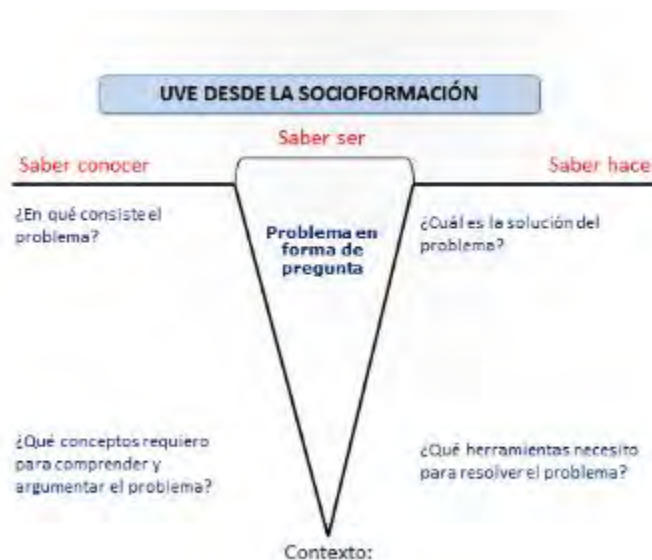 UVE DESDE LA SOCIOFORMACIÓN
Saber ser
Saber conocer
Saber hace
¿En qué consiste el
problema?
Problema en
forma de
pregunta
¿Cuál es la solución del
problema?
¿Qué conceptos requiero
para comprender y
argumentar el problema?
¿Qué herramientas necesito
para resolver el problema?
Contexto: